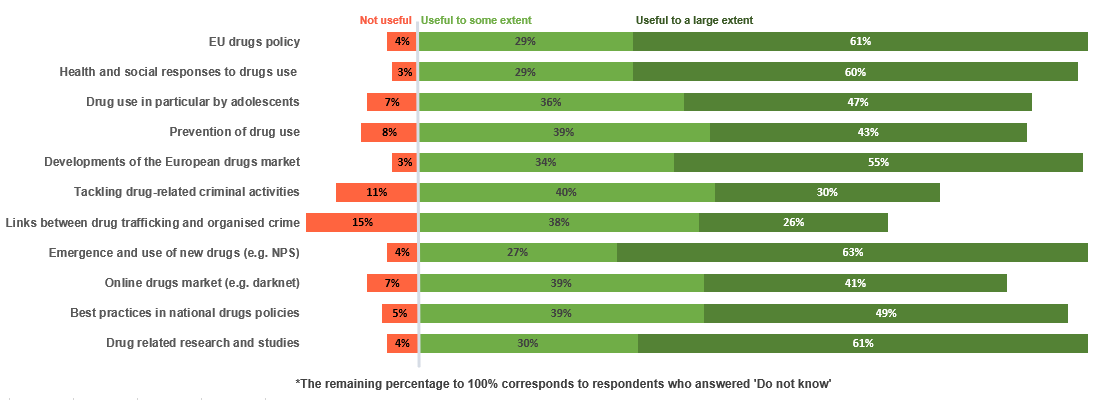 Not useful Useful to some extent Useful to a large extent
EU drugs policy 4% 29% 61%
Health and social responses to drugs use 3% 29% 60%
Drug use in particular by adolescents 7% 36% 47%
Prevention of drug use 8% 39% 43%
Developments of the European drugs market 3% 34% 55%
Tackling drug-related criminal activities 11% 40% 30%
Links between drug trafficking and organised crime 15% 38% 26%
Emergence and use of new drugs (e.g. NPS) 4% 27% 63%
Online drugs market (e.g. darknet) 7% 39% 41%
Best practices in national drugs policies 5% 39% 49%
Drug related research and studies 4% 30% 61%
*The remaining percentage to 100% corresponds to respondents who answered 'Do not know'